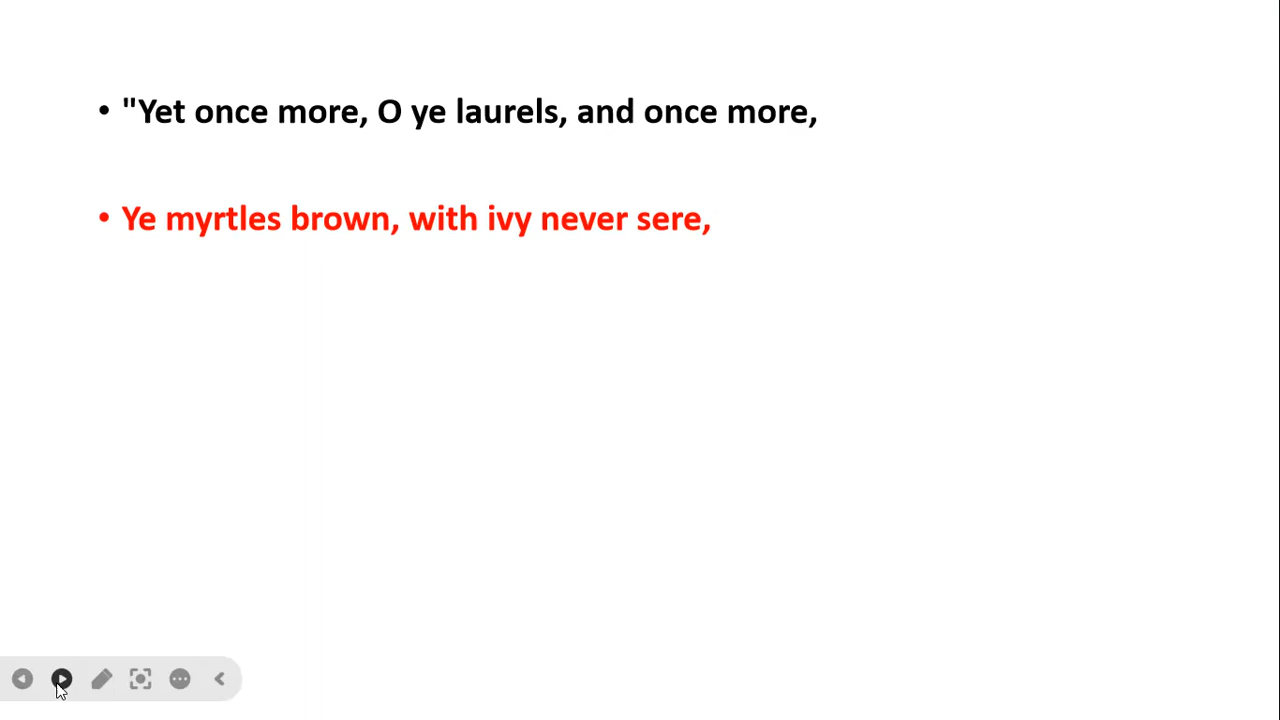 • "Yet once more, O ye laurels, and once more,
• Ye myrtles brown, with ivy never sere,